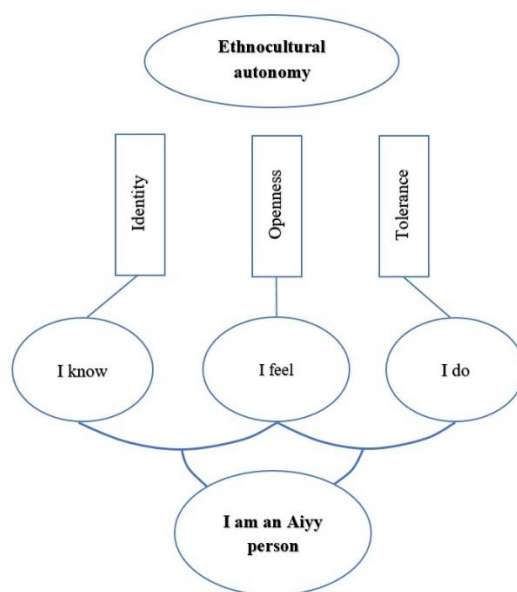 Ethnocultural
autonomy
Identity
Openness
Tolerance
I know
I feel
I do
I am an Aiyy
person